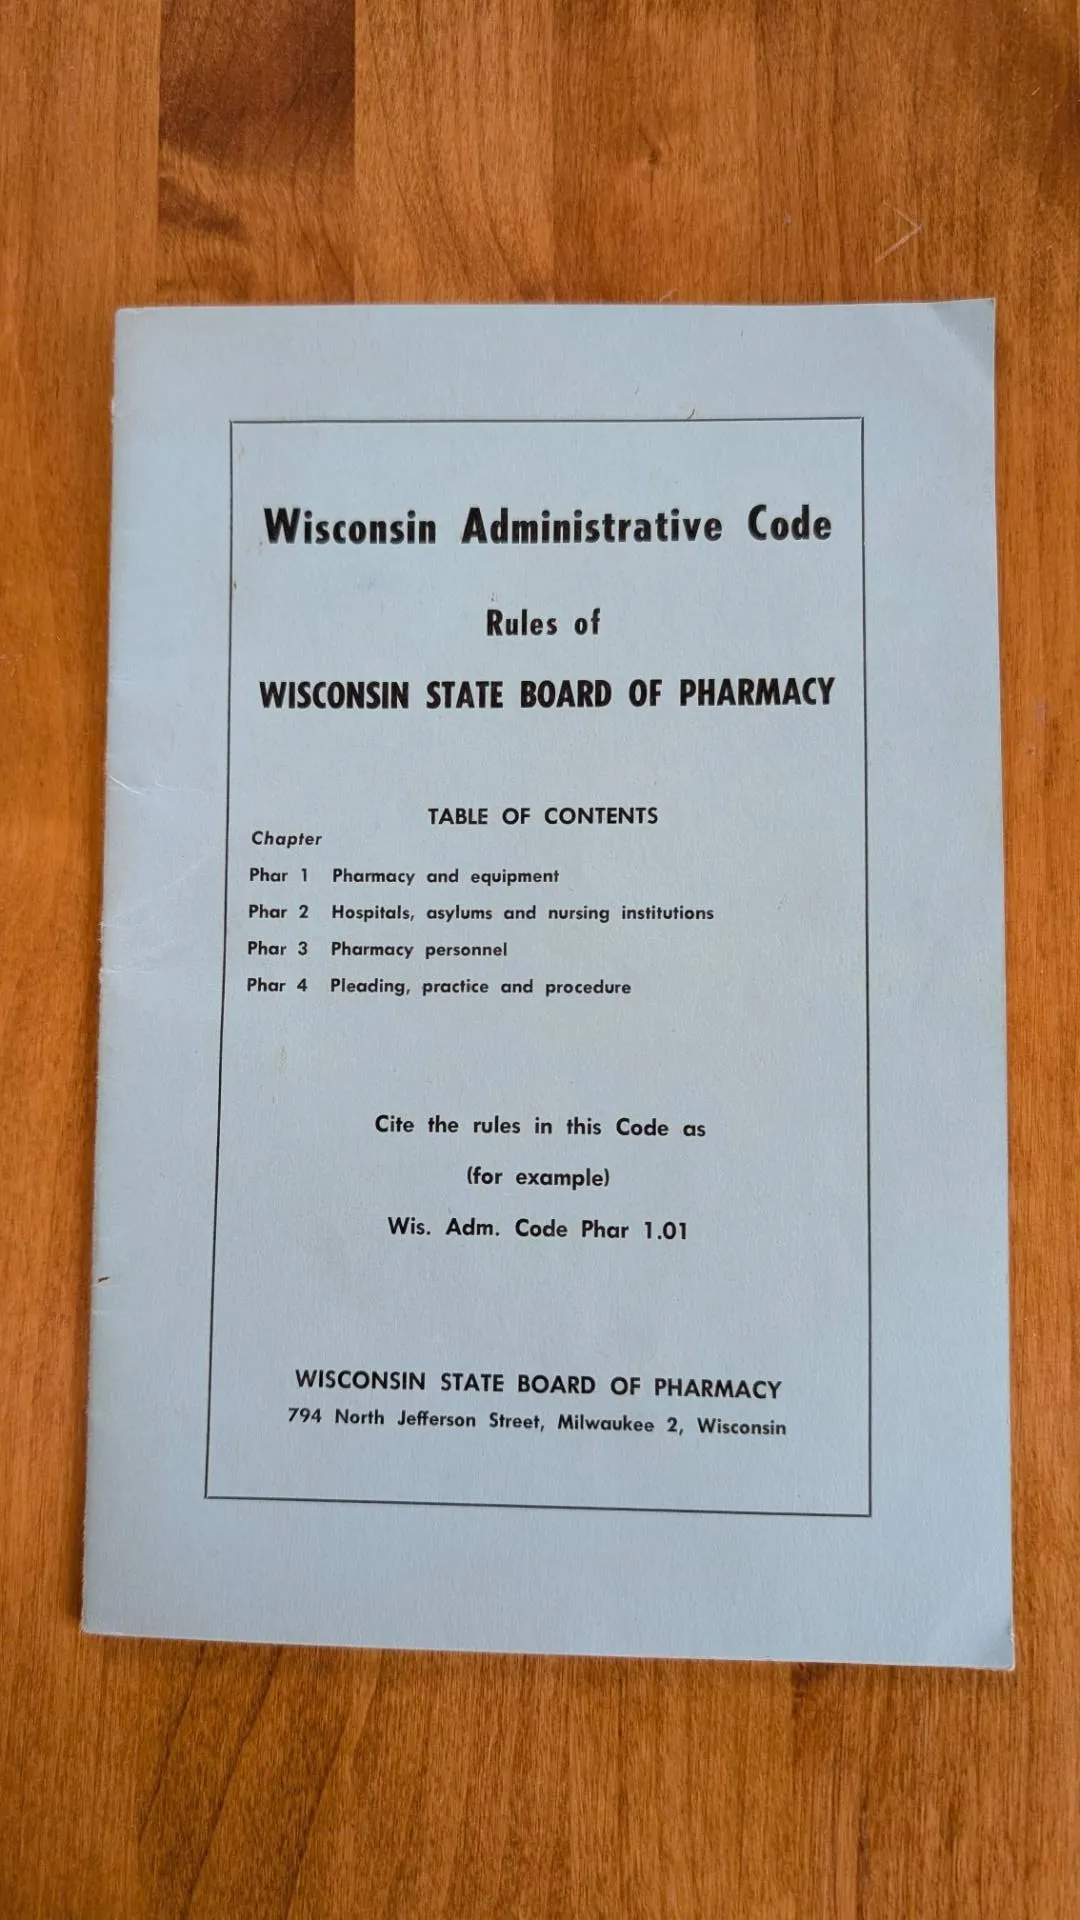 Wisconsin Administrative Code
Rules of
WISCONSIN STATE BOARD OF PHARMACY
TABLE OF CONTENTS
Chapter
Phar 1 Pharmacy and equipment
Phar 2 Hospitals, asylums and nursing institutions
Phar 3 Pharmacy personnel
Phar 4 Pleading, practice and procedure
Cite the rules in this Code as
(for example)
Wis. Adm. Code Phar 1.01
WISCONSIN STATE BOARD OF PHARMACY
794 North Jefferson Street, Milwaukee 2, Wisconsin